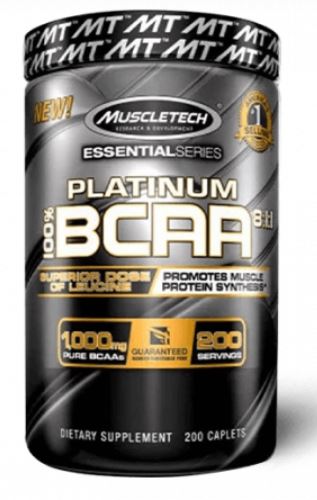 MT MT MT MT MT
NEW!
MUSCLETECH
RESEARCH & DEVELOPMENT
ESSENTIALSERIES
#1
PLATINUM
100% BCAA 8:1:1
SUPERIOR DOSE
OF LEUCINE
PROMOTES MUSCLE
PROTEIN SYNTHESIS
1,000mg
PURE BCAAs
GUARANTEED
200
SERVINGS
DIETARY SUPPLEMENT 200 CAPLETS